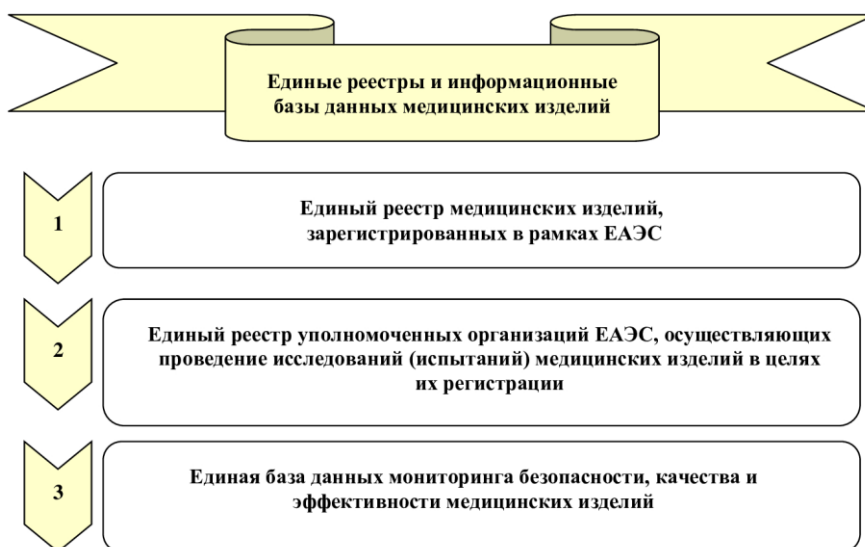 Единые реестры и информационные
базы данных медицинских изделий
1
Единый реестр медицинских изделий,
зарегистрированных в рамках ЕАЭС
2
Единый реестр уполномоченных организаций ЕАЭС, осуществляющих
проведение исследований (испытаний) медицинских изделий в целях
их регистрации
3
Единая база данных мониторинга безопасности, качества и
эффективности медицинских изделий